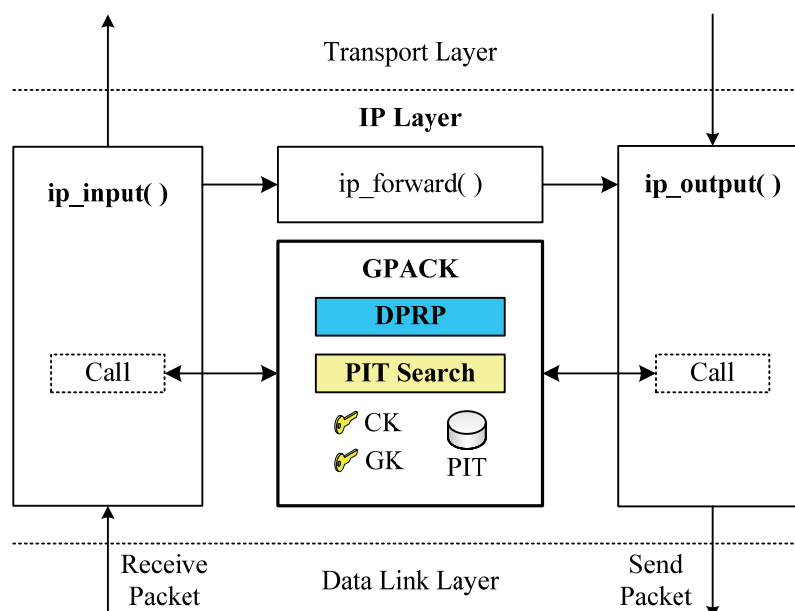 Transport Layer
IP Layer
ip_input( )
ip_forward( )
ip_output( )
GPACK
DPRP
Call
PIT Search
Call
CK
GK
PIT
Receive
Packet
Data Link Layer
Send
Packet